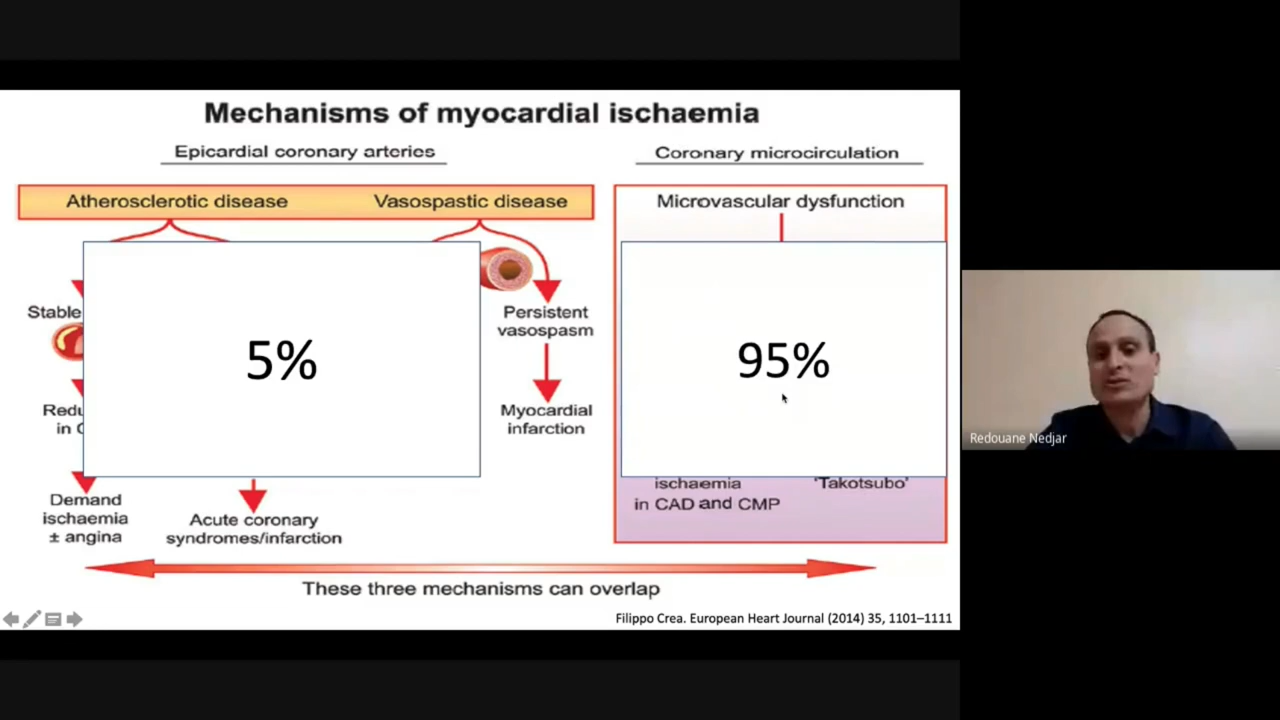 Mechanisms of myocardial ischaemia
Epicardial coronary arteries
Coronary microcirculation
Atherosclerotic disease
Vasospastic disease
Microvascular dysfunction
Stable
Persistent
vasospasm
5%
95%
Myocardial
infarction
in
Demand
ischaemia
± angina
Acute coronary
syndromes/infarction
ischaemia
in CAD and CMP
'Takotsubo'
These three mechanisms can overlap
Filippo Crea. European Heart Journal (2014) 35, 1101–1111
Redouane Nedjar